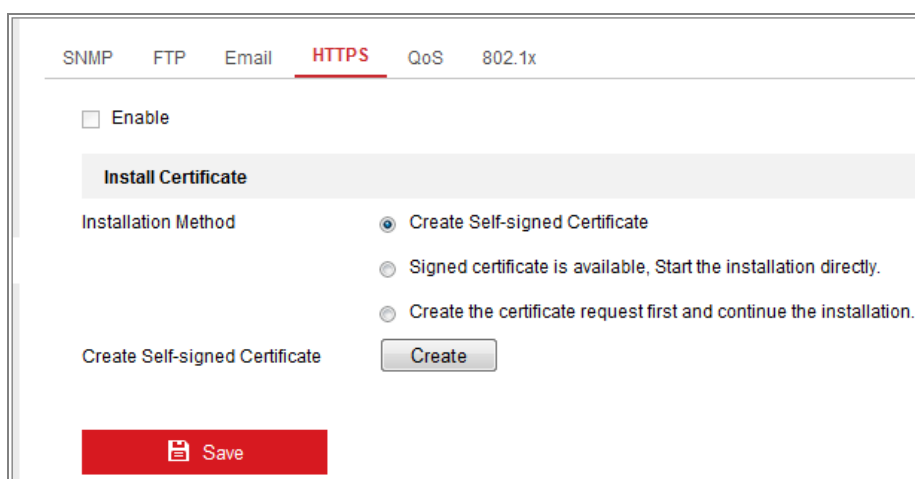 SNMP FTP Email HTTPS QoS 802.1x
Enable
Install Certificate
Installation Method Create Self-signed Certificate
Signed certificate is available, Start the installation directly.
Create the certificate request first and continue the installation.
Create Self-signed Certificate Create
Save